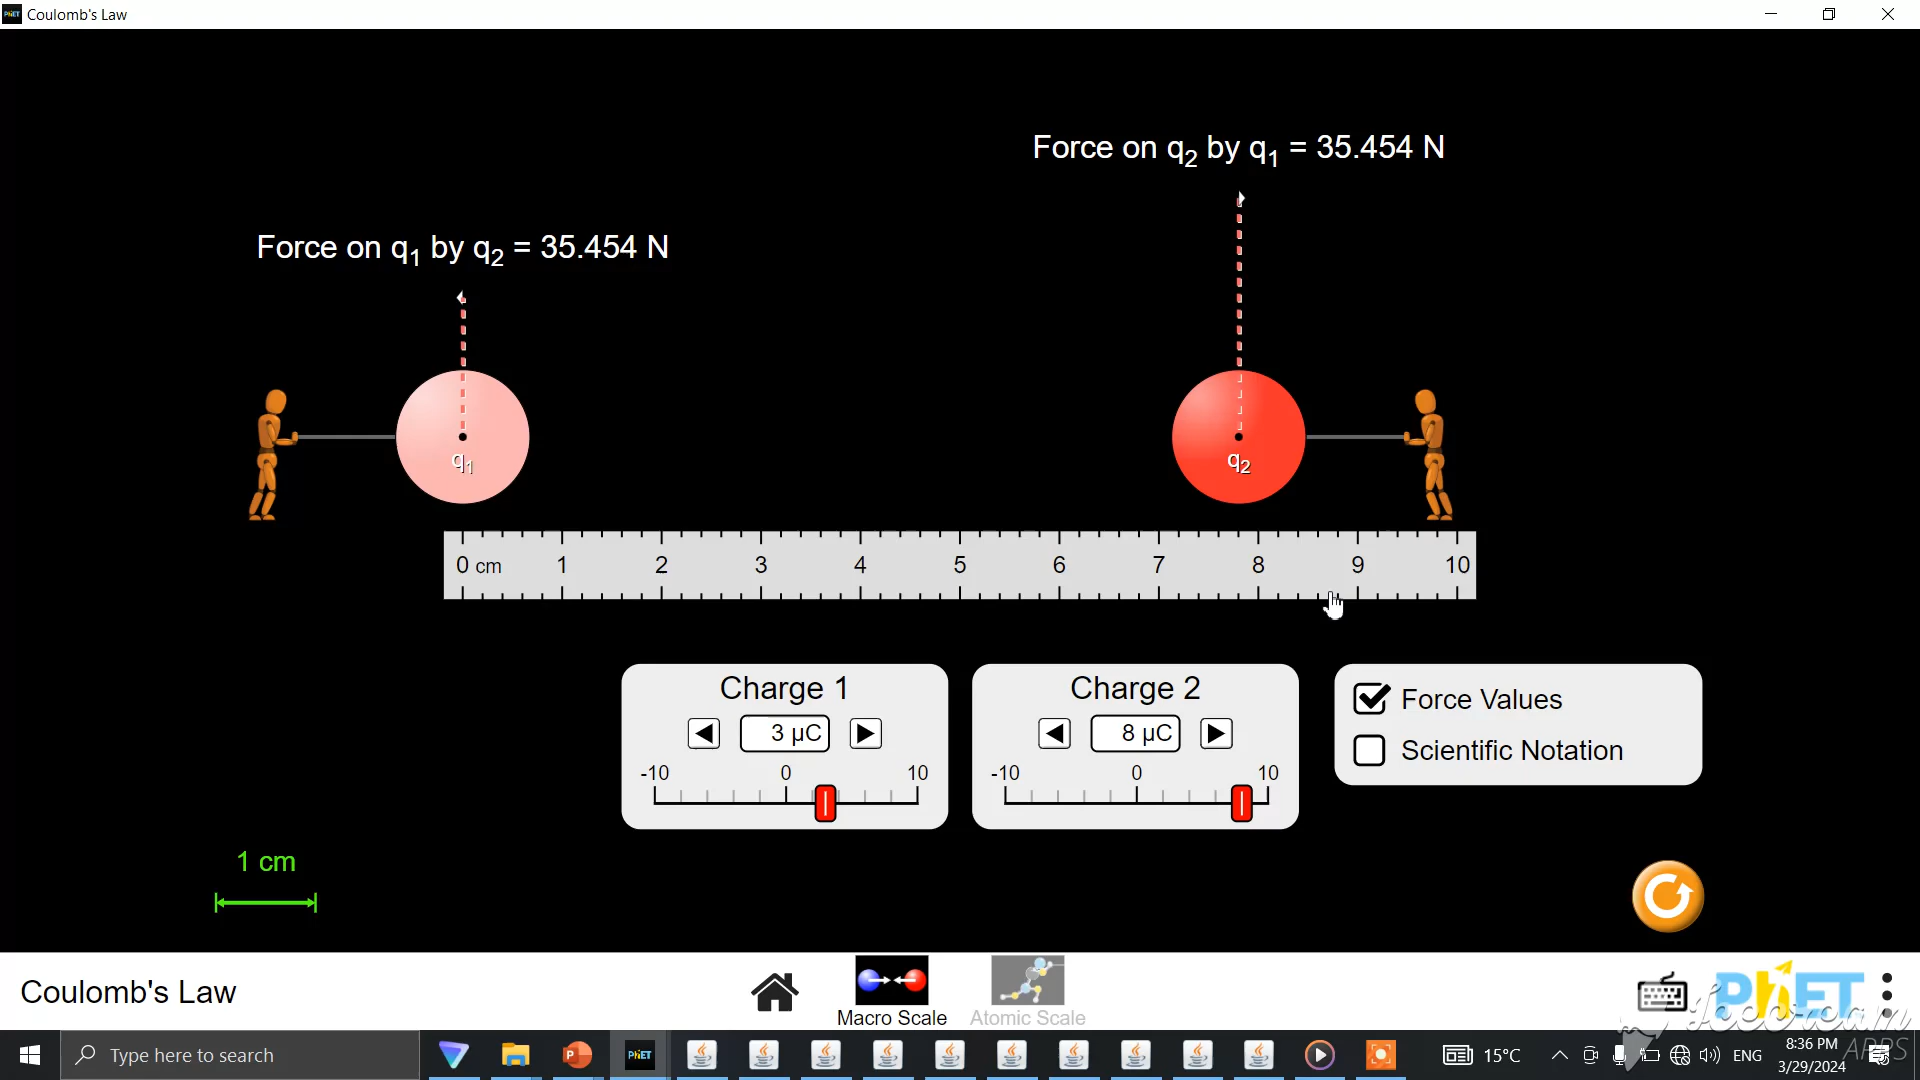 Coulomb's Law
Force on q2 by q1 = 35.454 N
Force on q1 by q2 = 35.454 N
q1
q2
0 cm 1 2 3 4 5 6 7 8 9 10
Charge 1
3 μC
-10 0 10
Charge 2
8 μC
-10 0 10
Force Values
Scientific Notation
1 cm
Coulomb's Law
Macro Scale
Atomic Scale
PhET
Icecream
APPS
Type here to search
PhET
15°C
ENG
8:36 PM
3/29/2024